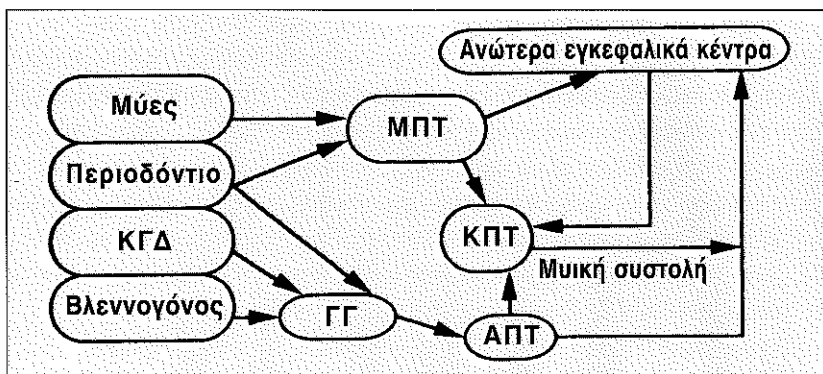 Ανώτερα εγκεφαλικά κέντρα
Μύες
ΜΠΤ
Περιοδόντιο
ΚΓΔ
ΚΠΤ
Μυική συστολή
Βλεννογόνος
ΓΓ
ΑΠΤ